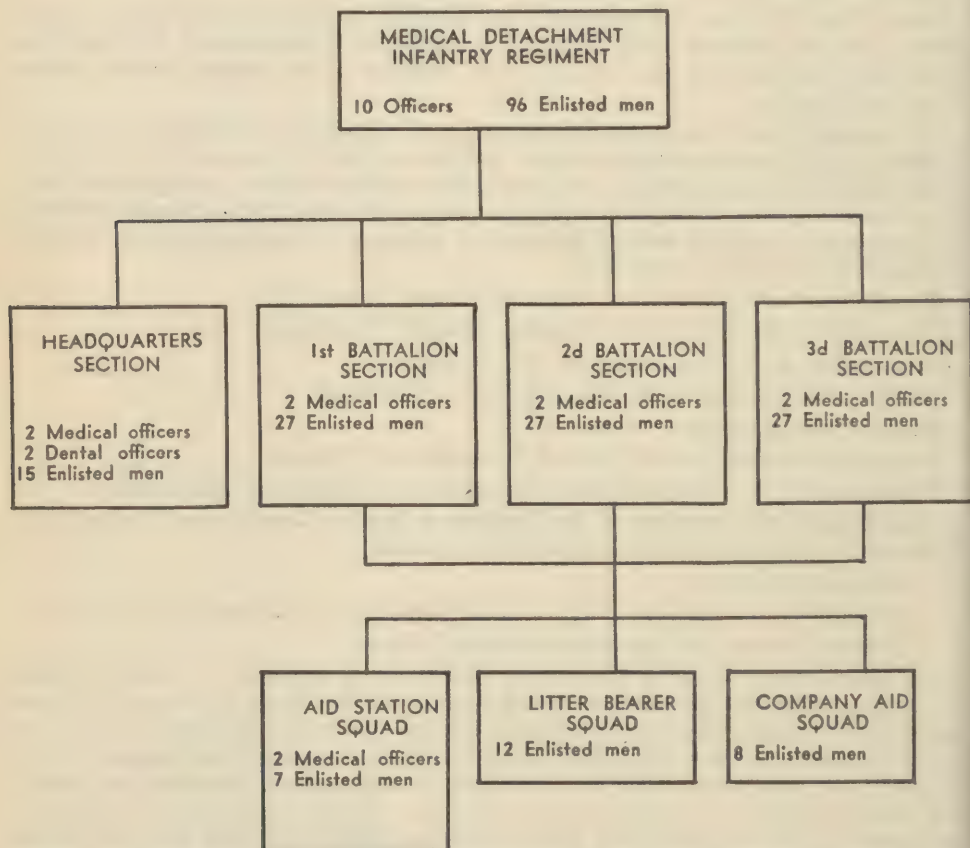 MEDICAL DETACHMENT
INFANTRY REGIMENT
10 Officers 96 Enlisted men
HEADQUARTERS
SECTION
2 Medical officers
2 Dental officers
15 Enlisted men
1st BATTALION
SECTION
2 Medical officers
27 Enlisted men
2d BATTALION
SECTION
2 Medical officers
27 Enlisted men
3d BATTALION
SECTION
2 Medical officers
27 Enlisted men
AID STATION
SQUAD
2 Medical officers
7 Enlisted men
LITTER BEARER
SQUAD
12 Enlisted men
COMPANY AID
SQUAD
8 Enlisted men